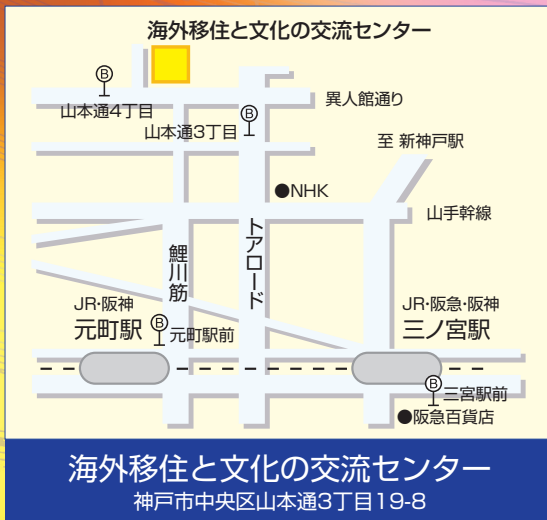 海外移住と文化の交流センター
Ⓑ
山本通4丁目
Ⓑ
山本通3丁目
異人館通り
至 新神戸駅
●NHK
山手幹線
鯉川筋
トアロード
JR・阪神
元町駅
Ⓑ
元町駅前
JR・阪急・阪神
三ノ宮駅
Ⓑ
三宮駅前
●阪急百貨店
海外移住と文化の交流センター
神戸市中央区山本通3丁目19-8